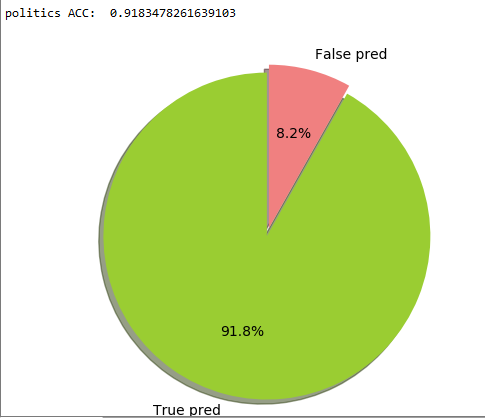 politics ACC:  0.9183478261639103
False pred
8.2%
91.8%
True pred